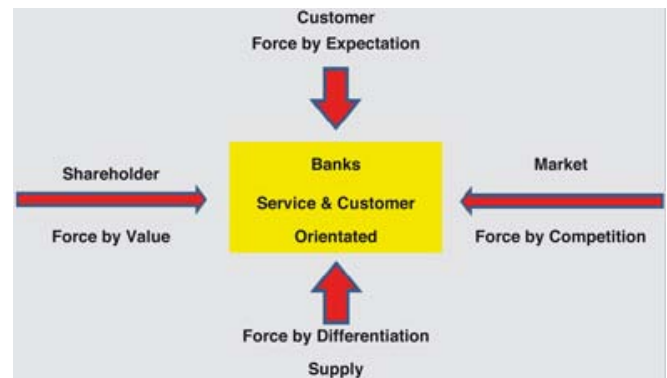 Customer
Force by Expectation
Shareholder
Force by Value
Banks
Service & Customer
Orientated
Market
Force by Competition
Force by Differentiation
Supply